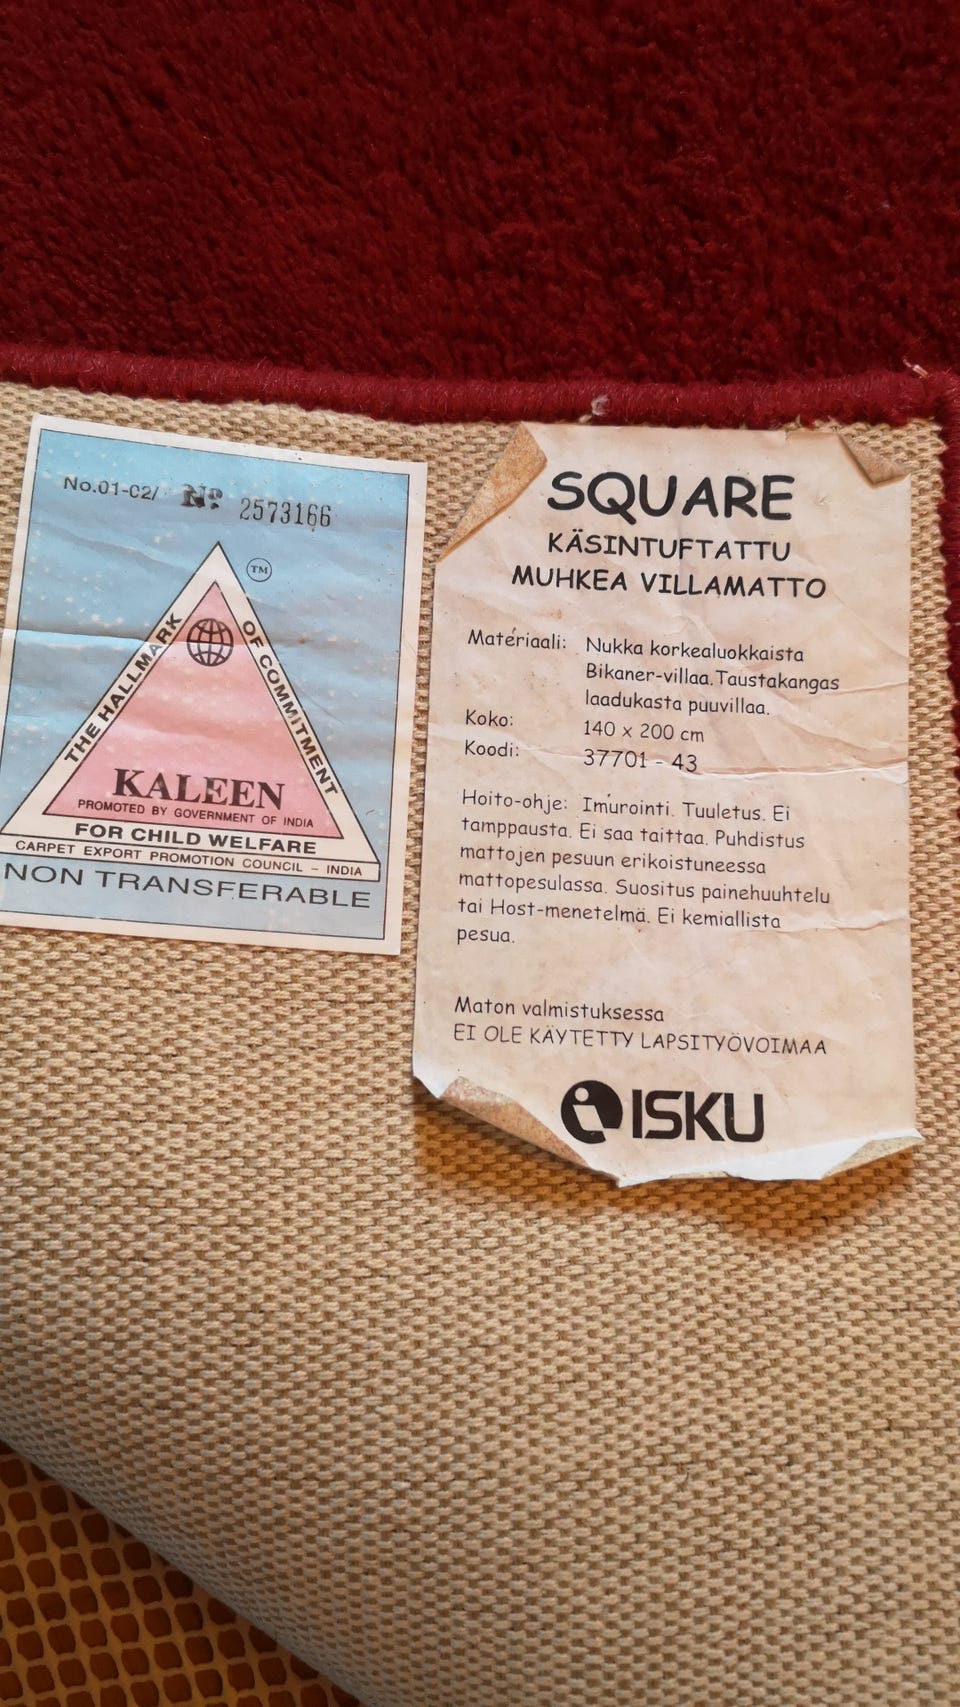 No.01-C2/ Nº 2573166
TM
THE HALLMARK OF COMMITMENT
KALEEN
PROMOTED BY GOVERNMENT OF INDIA
FOR CHILD WELFARE
CARPET EXPORT PROMOTION COUNCIL – INDIA
NON TRANSFERABLE
SQUARE
KÄSINTUFTATTU
MUHKEA VILLAMATTO
Materiaali: Nukka korkealuokkaista
Bikaner-villaa.Taustakangas
laadukasta puuvillaa.
Koko: 140 x 200 cm
Koodi: 37701 - 43
Hoito-ohje: Imurointi. Tuuletus. Ei
tamppausta. Ei saa taittaa. Puhdistus
mattojen pesuun erikoistuneessa
mattopesulassa. Suositus painehuuhtelu
tai Host-menetelmä. Ei kemiallista
pesua.
Maton valmistuksessa
EI OLE KÄYTETTY LAPSITYÖVOIMAA
ISKU